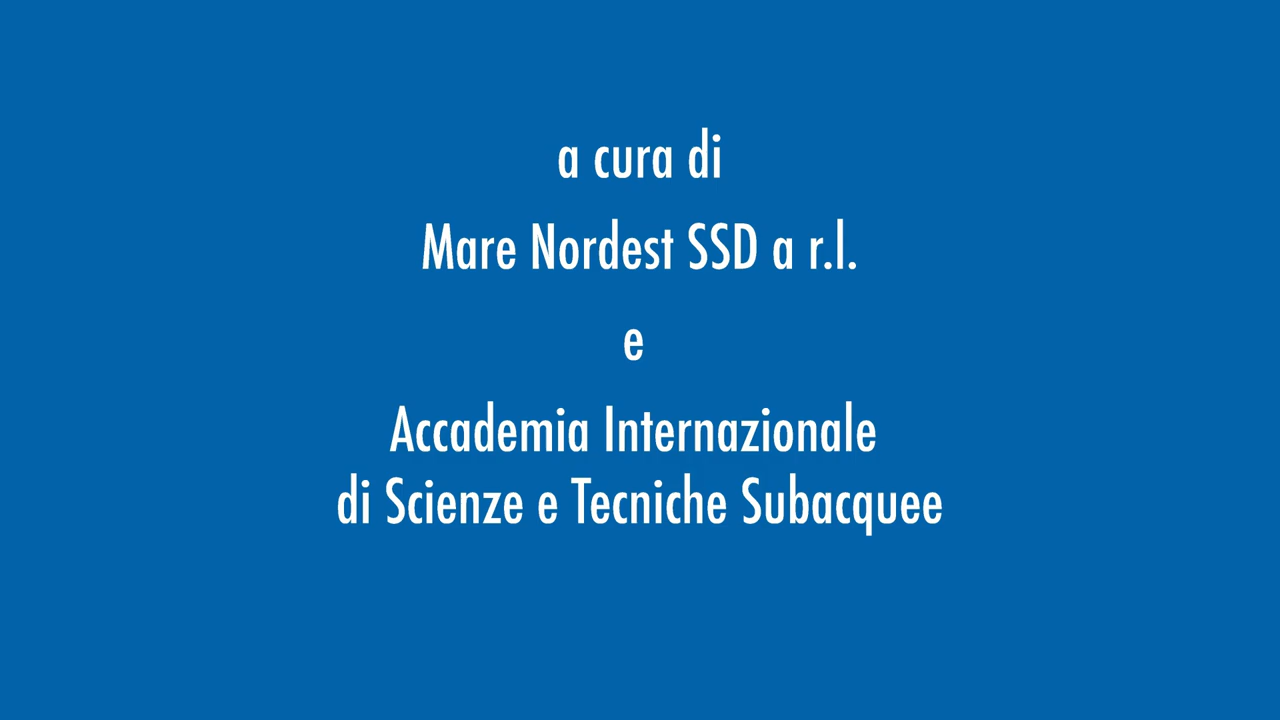 a cura di
Mare Nordest SSD a r.l.
e
Accademia Internazionale
di Scienze e Tecniche Subacquee